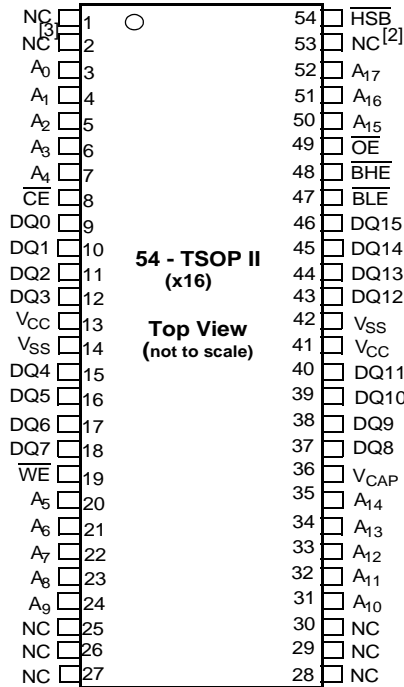 NC 1 54 HSB
[3] NC 2 53 NC[2]
A0 3 52 A17
A1 4 51 A16
A2 5 50 A15
A3 6 49 OE
A4 7 48 BHE
CE 8 47 BLE
DQ0 9 46 DQ15
DQ1 10 45 DQ14
DQ2 11 44 DQ13
DQ3 12 43 DQ12
VCC 13 42 VSS
VSS 14 41 VCC
DQ4 15 40 DQ11
DQ5 16 39 DQ10
DQ6 17 38 DQ9
DQ7 18 37 DQ8
WE 19 36 VCAP
A5 20 35 A14
A6 21 34 A13
A7 22 33 A12
A8 23 32 A11
A9 24 31 A10
NC 25 30 NC
NC 26 29 NC
NC 27 28 NC
54 - TSOP II
(x16)
Top View
(not to scale)